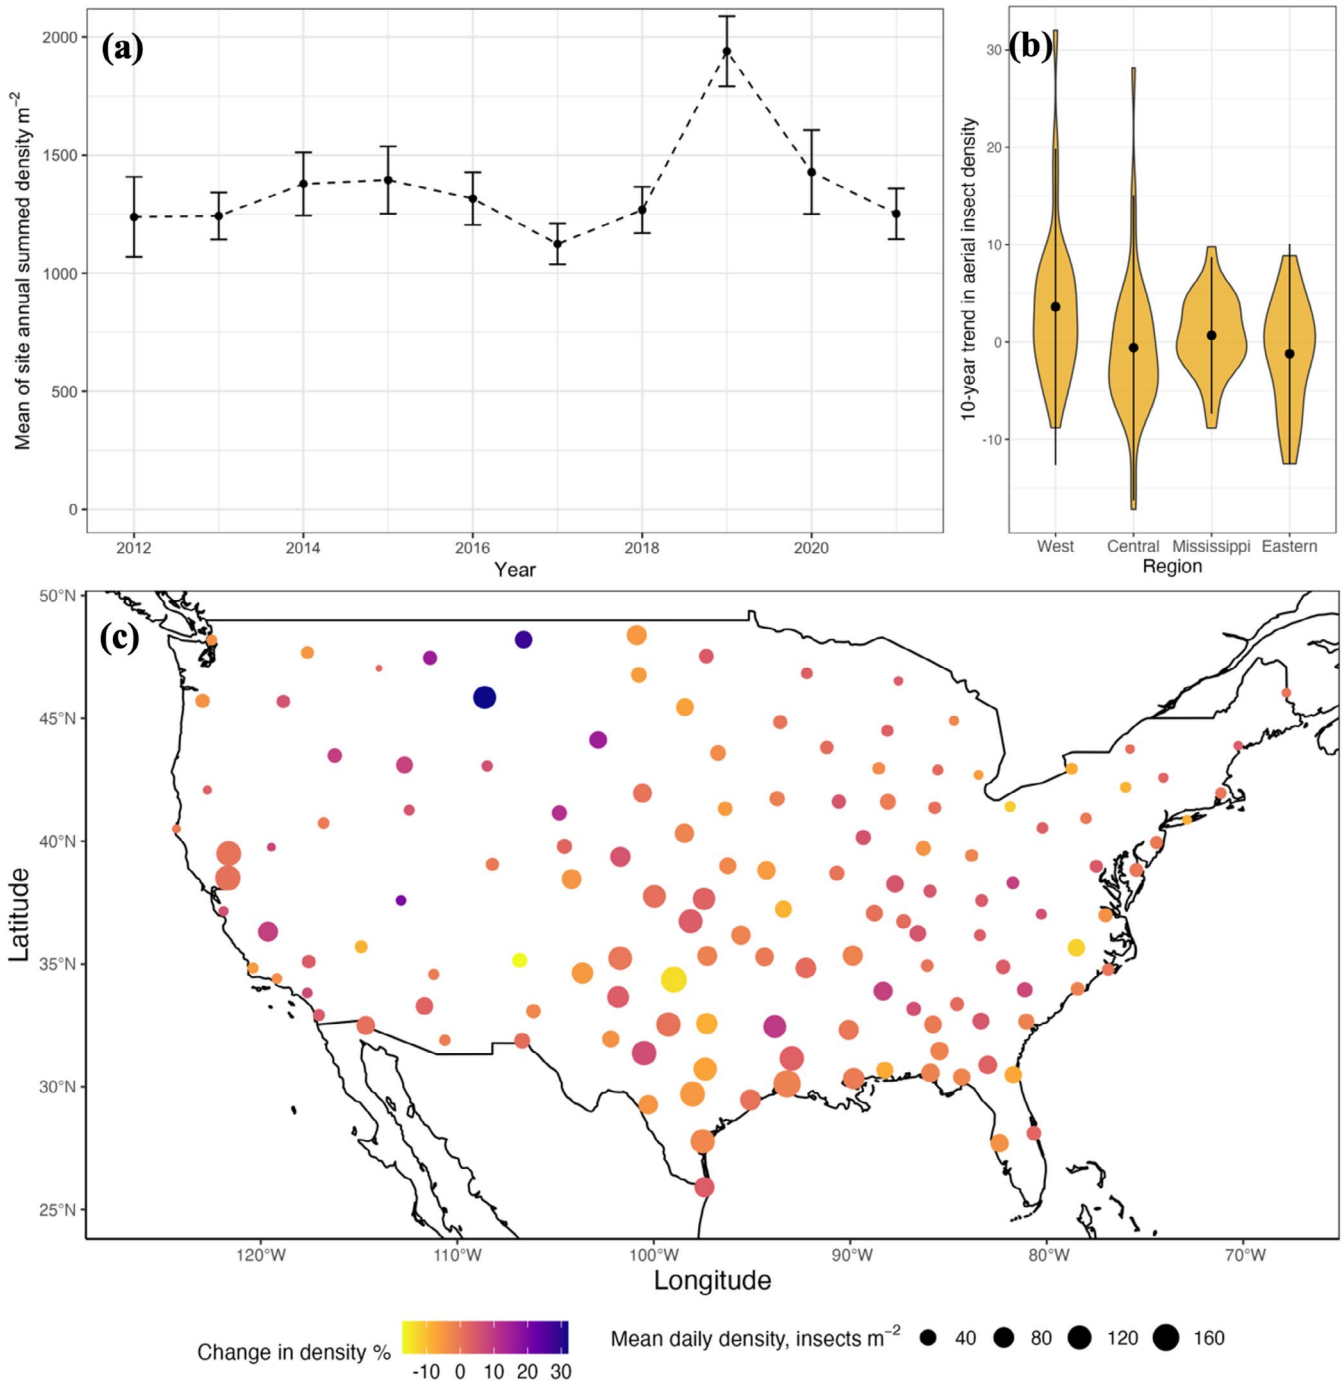 (a)
Mean of site annual summed density m⁻²
2000
1500
1000
500
0
2012 2014 2016 2018 2020
Year
(b)
10-year trend in aerial insect density
30
20
10
0
-10
West Central Mississippi Eastern
Region
(c)
Latitude
50°N
45°N
40°N
35°N
30°N
25°N
120°W 110°W 100°W 90°W 80°W 70°W
Longitude
Change in density %
-10 0 10 20 30
Mean daily density, insects m⁻² 40 80 120 160